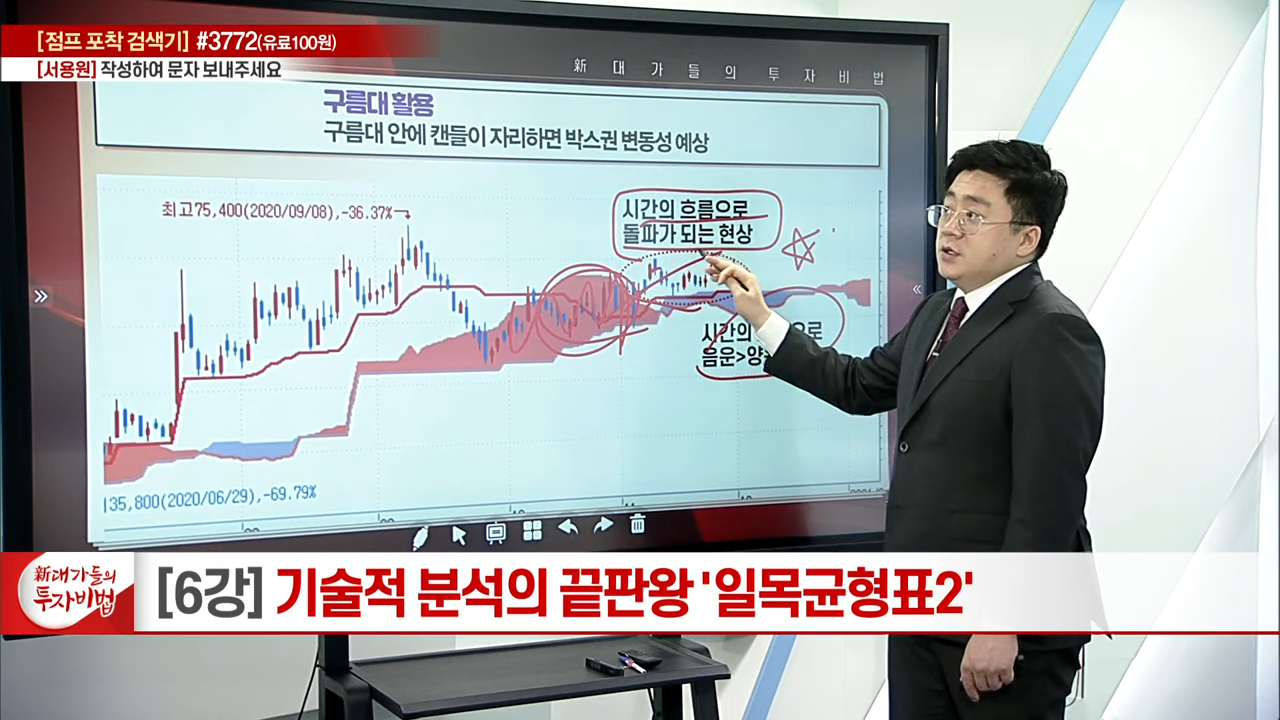 [점프 포착 검색기] #3772(유료100원)
[서용원] 작성하여 문자 보내주세요
新 대 가 들 의 투 자 비 법
구름대 활용
구름대 안에 캔들이 자리하면 박스권 변동성 예상
최고75,400(2020/09/08),-36.37%
시간의 흐름으로
돌파가 되는 현상
시간의
으로
음운>양
35,800(2020/06/29),-69.79%
新대가들의
투자비법
[6강] 기술적 분석의 끝판왕 '일목균형표2'